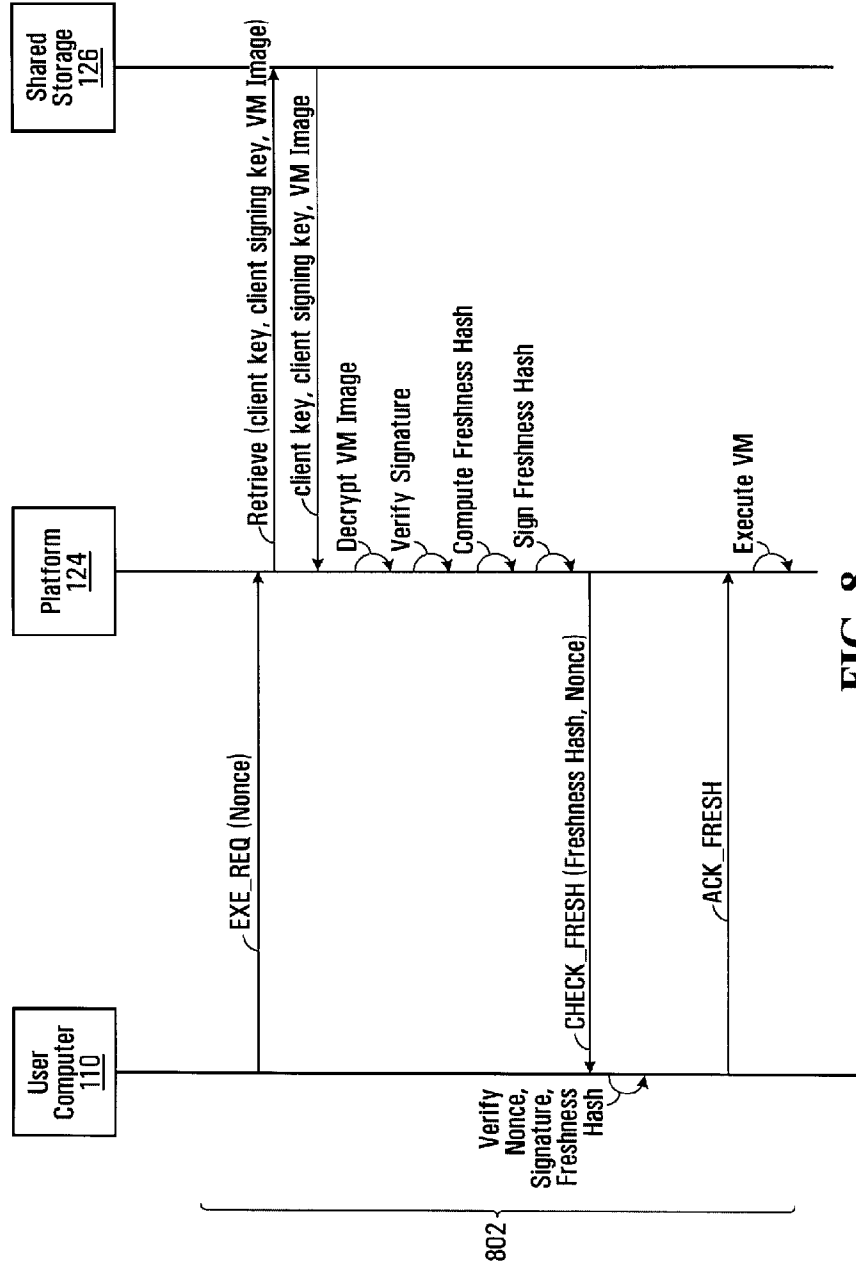 User
Computer
110
Platform
124
Shared
Storage
126
EXE_REQ (Nonce)
Retrieve (client key, client signing key, VM Image)
client key, client signing key, VM Image
Decrypt VM Image
Verify Signature
Compute Freshness Hash
Sign Freshness Hash
CHECK_FRESH (Freshness Hash, Nonce)
Verify
Nonce,
Signature,
Freshness
Hash
ACK_FRESH
Execute VM
802
FIG. 8